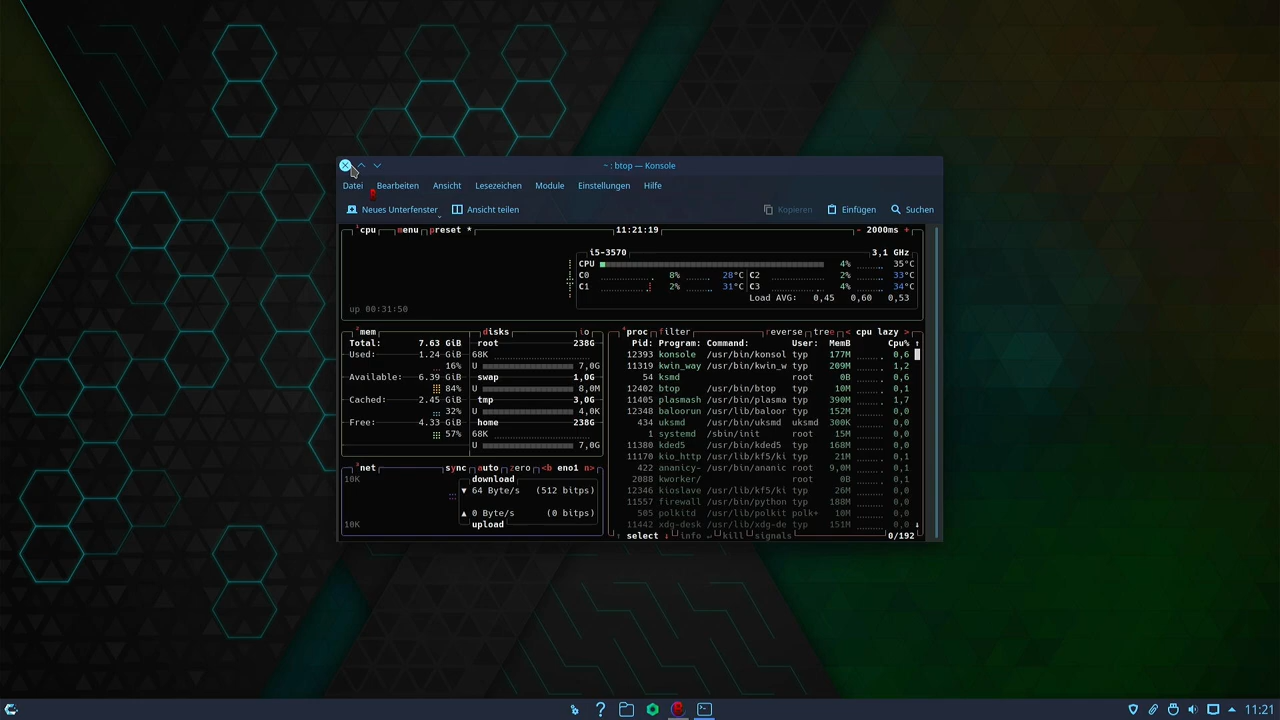 ~ : btop — Konsole
Datei Bearbeiten Ansicht Lesezeichen Module Einstellungen Hilfe
Neues Unterfenster Ansicht teilen Kopieren Einfügen Suchen
¹cpu menu preset * 11:21:19 - 2000ms +
i5-3570 3,1 GHz
CPU 4% 35°C
C0 8% 28°C C2 2% 33°C
C1 2% 31°C C3 4% 34°C
Load AVG: 0,45 0,60 0,53
up 00:31:50
²mem disks io
Total: 7.63 GiB
Used: 1.24 GiB
16%
Available: 6.39 GiB
84%
Cached: 2.45 GiB
32%
Free: 4.33 GiB
57%
root 238G
68K
U 7,0G
swap 1,0G
U 8,0M
tmp 3,0G
U 4,0K
home 238G
68K
U 7,0G
³net sync auto zero <b eno1 n>
10K
download
▼ 64 Byte/s (512 bitps)
▲ 0 Byte/s (0 bitps)
upload
10K
⁴proc filter reverse tree < cpu lazy >
Pid: Program: Command: User: MemB Cpu% ↑
12393 konsole /usr/bin/konsol typ 177M 0,6
11319 kwin_way /usr/bin/kwin_w typ 209M 1,2
54 ksmd root 0B 0,6
12402 btop /usr/bin/btop typ 10M 0,1
11405 plasmash /usr/bin/plasma typ 390M 1,7
12348 baloorun /usr/lib/baloor typ 152M 0,0
434 uksmd /usr/bin/uksmd uksmd 300K 0,0
1 systemd /sbin/init root 15M 0,0
11380 kded5 /usr/bin/kded5 typ 168M 0,0
11170 kio_http /usr/lib/kf5/ki typ 21M 0,1
422 ananicy- /usr/bin/ananic root 9,0M 0,1
2088 kworker/ root 0B 0,1
12346 kioslave /usr/lib/kf5/ki typ 26M 0,0
11557 firewall /usr/bin/python typ 188M 0,0
505 polkitd /usr/lib/polkit polk+ 10M 0,0
11442 xdg-desk /usr/lib/xdg-de typ 151M 0,0 ↓
↑ select ↓ info ↵ kill signals 0/192
11:21